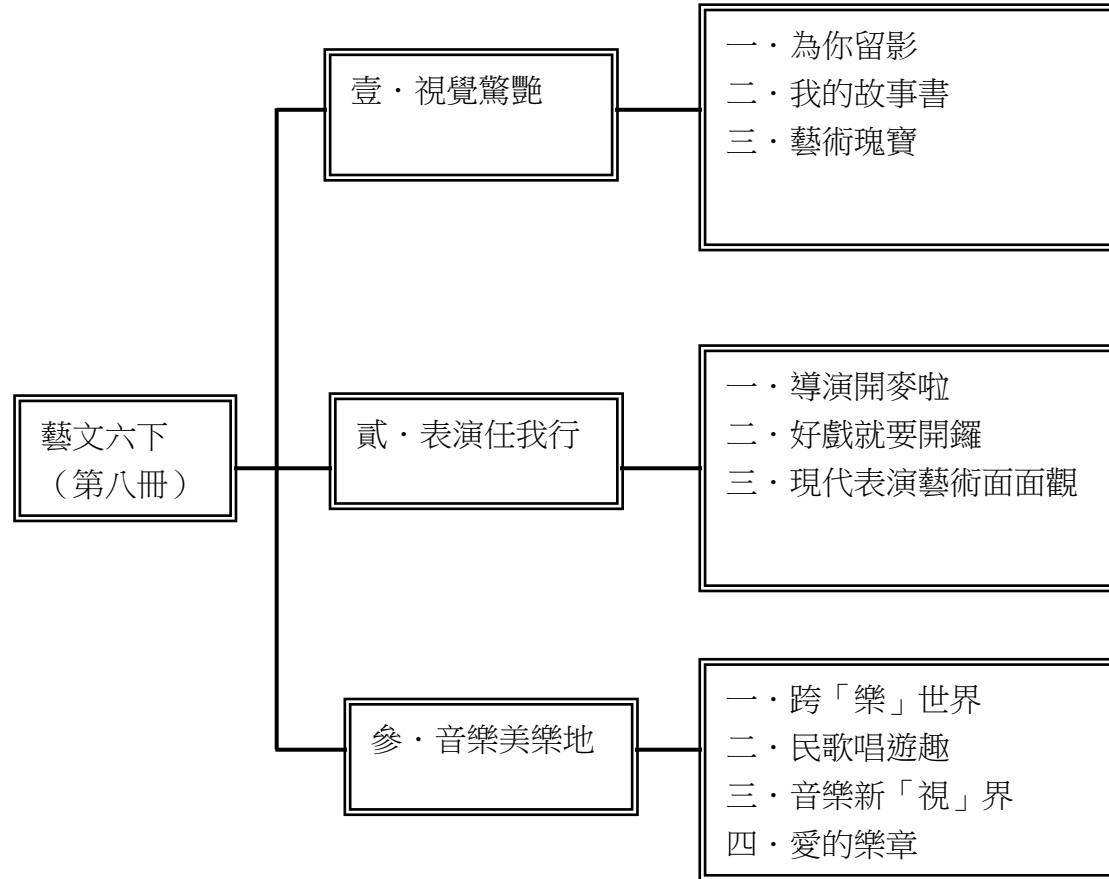 藝文六下
（第八冊）
壹．視覺驚艷
一．為你留影
二．我的故事書
三．藝術瑰寶
貳．表演任我行
一．導演開麥啦
二．好戲就要開鑼
三．現代表演藝術面面觀
參．音樂美樂地
一．跨「樂」世界
二．民歌唱遊趣
三．音樂新「視」界
四．愛的樂章